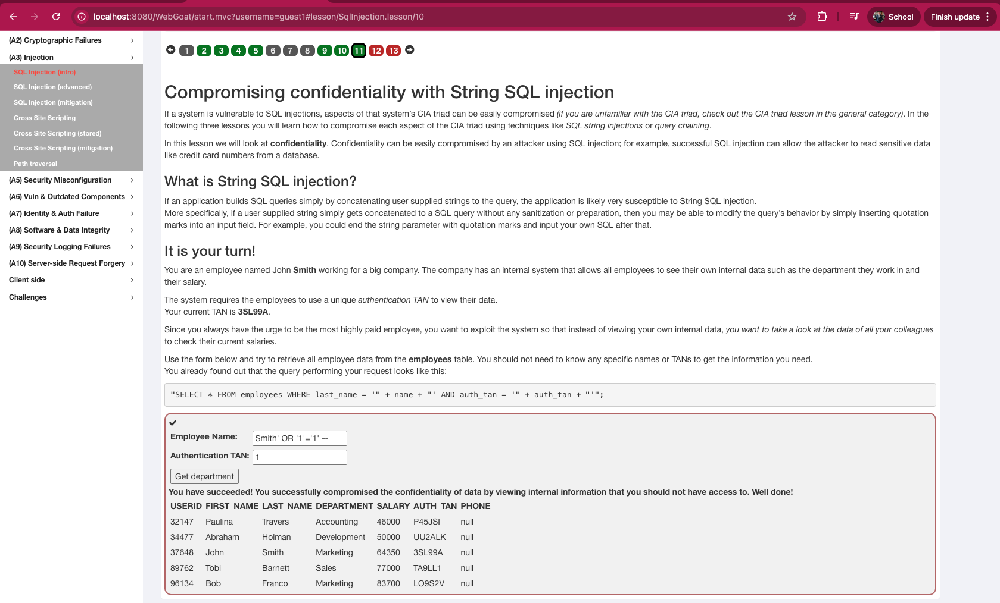 localhost:8080/WebGoat/start.mvc?username=guest1#lesson/SqlInjection.lesson/10
School
Finish update
(A2) Cryptographic Failures
(A3) Injection
SQL Injection (intro)
SQL Injection (advanced)
SQL Injection (mitigation)
Cross Site Scripting
Cross Site Scripting (stored)
Cross Site Scripting (mitigation)
Path traversal
(A5) Security Misconfiguration
(A6) Vuln & Outdated Components
(A7) Identity & Auth Failure
(A8) Software & Data Integrity
(A9) Security Logging Failures
(A10) Server-side Request Forgery
Client side
Challenges
1 2 3 4 5 6 7 8 9 10 11 12 13
Compromising confidentiality with String SQL injection
If a system is vulnerable to SQL injections, aspects of that system’s CIA triad can be easily compromised (if you are unfamiliar with the CIA triad, check out the CIA triad lesson in the general category). In the
following three lessons you will learn how to compromise each aspect of the CIA triad using techniques like SQL string injections or query chaining.
In this lesson we will look at confidentiality. Confidentiality can be easily compromised by an attacker using SQL injection; for example, successful SQL injection can allow the attacker to read sensitive data
like credit card numbers from a database.
What is String SQL injection?
If an application builds SQL queries simply by concatenating user supplied strings to the query, the application is likely very susceptible to String SQL injection.
More specifically, if a user supplied string simply gets concatenated to a SQL query without any sanitization or preparation, then you may be able to modify the query’s behavior by simply inserting quotation
marks into an input field. For example, you could end the string parameter with quotation marks and input your own SQL after that.
It is your turn!
You are an employee named John Smith working for a big company. The company has an internal system that allows all employees to see their own internal data such as the department they work in and
their salary.
The system requires the employees to use a unique authentication TAN to view their data.
Your current TAN is 3SL99A.
Since you always have the urge to be the most highly paid employee, you want to exploit the system so that instead of viewing your own internal data, you want to take a look at the data of all your colleagues
to check their current salaries.
Use the form below and try to retrieve all employee data from the employees table. You should not need to know any specific names or TANs to get the information you need.
You already found out that the query performing your request looks like this:
"SELECT * FROM employees WHERE last_name = '" + name + "' AND auth_tan = '" + auth_tan + "'";
Employee Name: Smith' OR '1'='1' --
Authentication TAN: 1
Get department
You have succeeded! You successfully compromised the confidentiality of data by viewing internal information that you should not have access to. Well done!
USERID FIRST_NAME LAST_NAME DEPARTMENT SALARY AUTH_TAN PHONE
32147 Paulina Travers Accounting 46000 P45JSI null
34477 Abraham Holman Development 50000 UU2ALK null
37648 John Smith Marketing 64350 3SL99A null
89762 Tobi Barnett Sales 77000 TA9LL1 null
96134 Bob Franco Marketing 83700 LO9S2V null